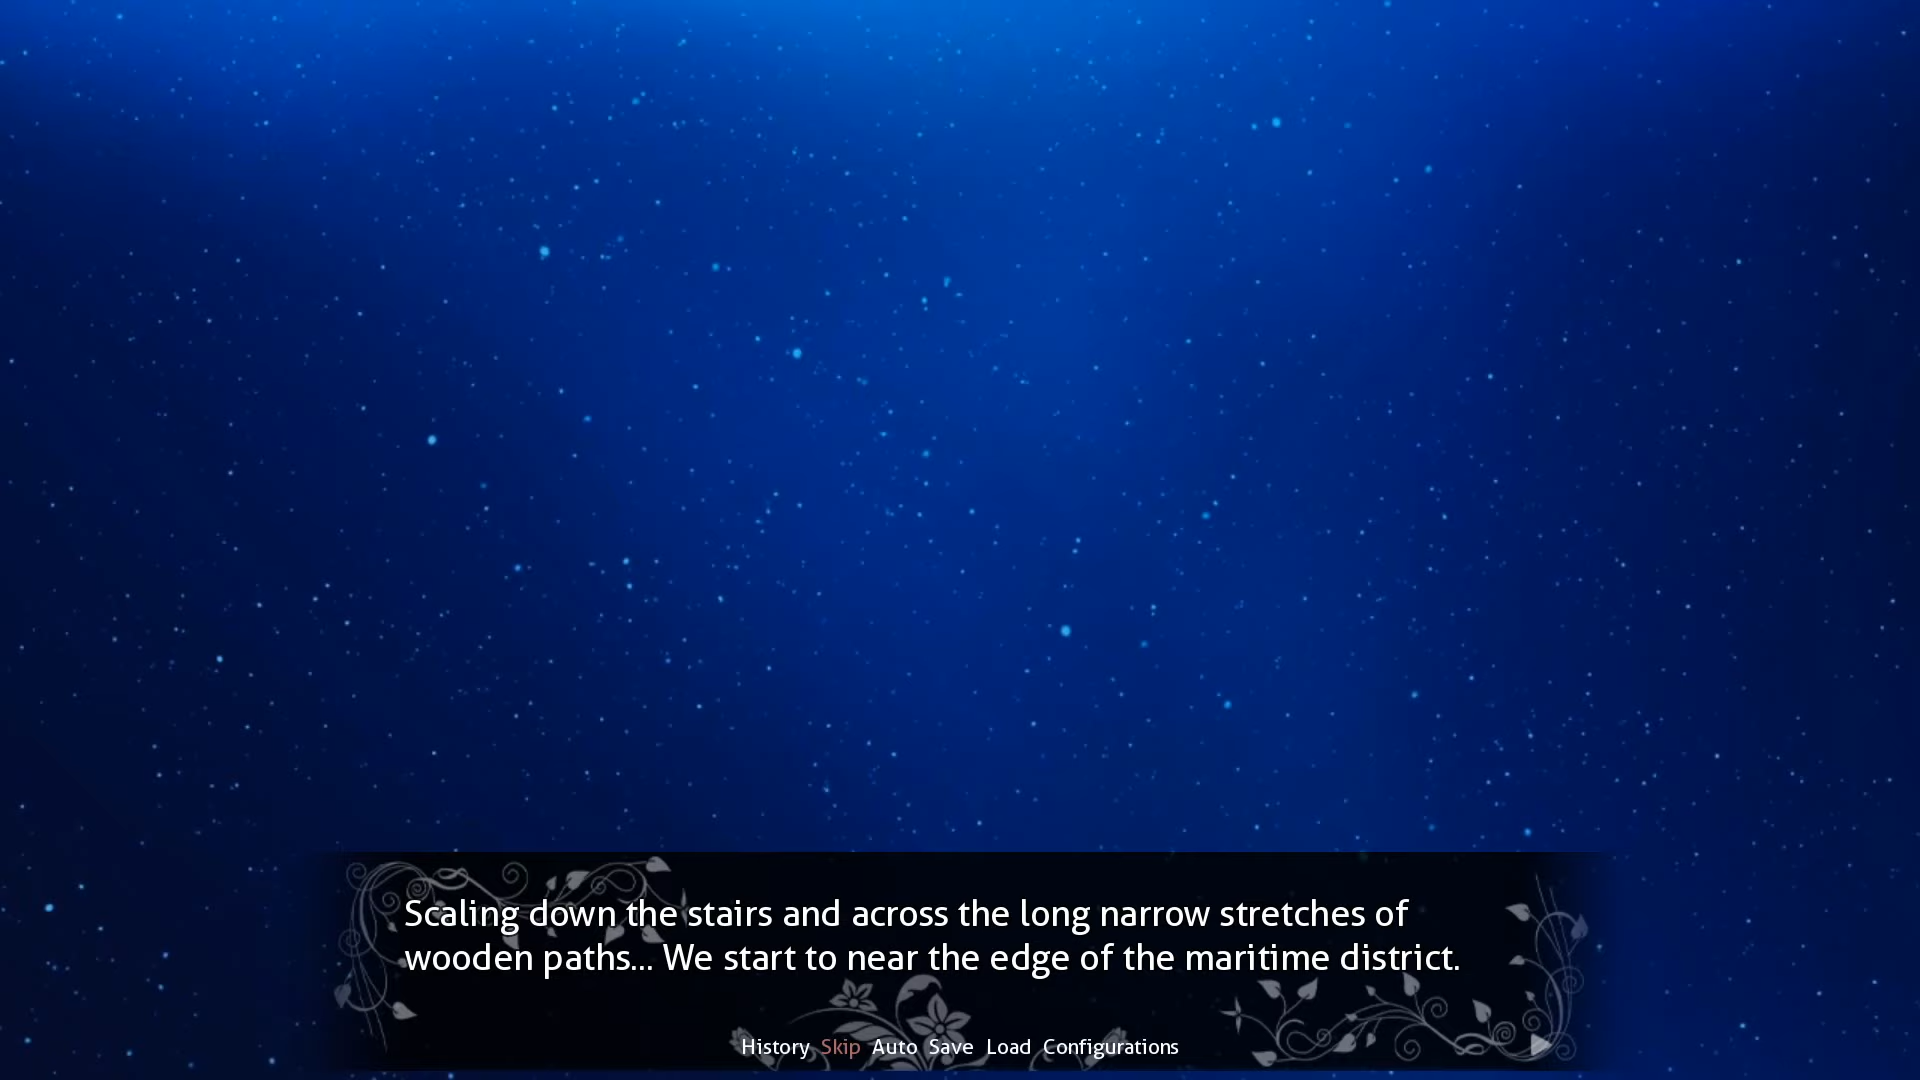 Scaling down the stairs and across the long narrow stretches of
wooden paths... We start to near the edge of the maritime district.
History Skip Auto Save Load Configurations